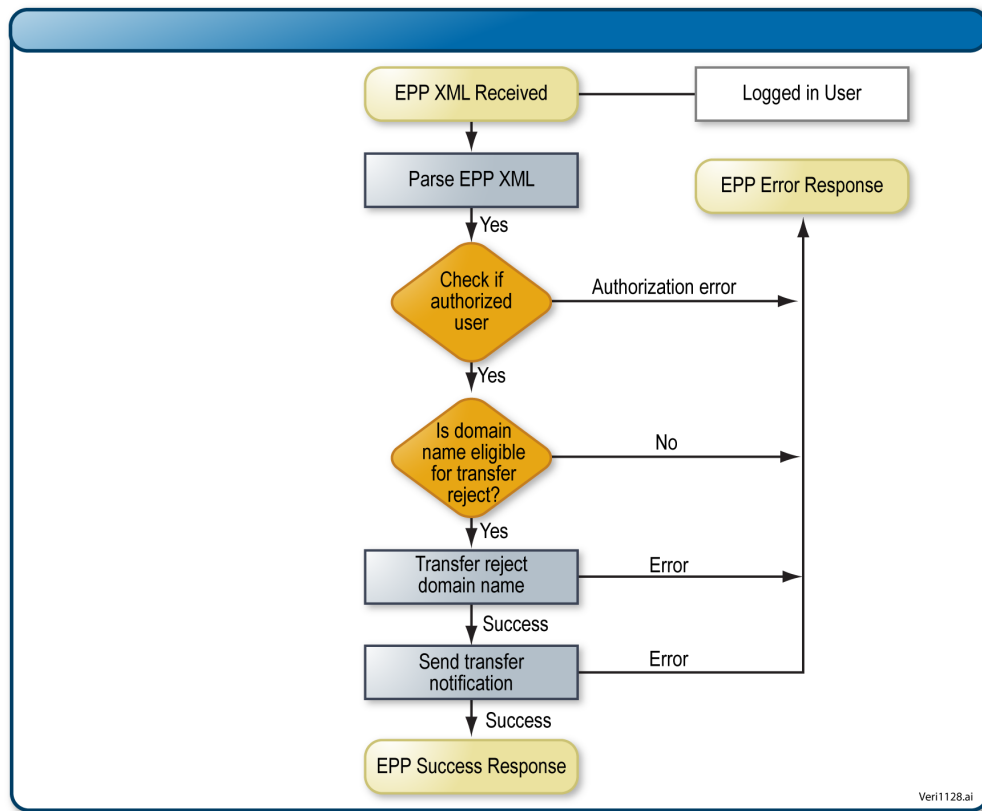 EPP XML Received
Logged in User
Parse EPP XML
EPP Error Response
Yes
Check if
authorized
user
Authorization error
Yes
Is domain
name eligible
for transfer
reject?
No
Yes
Transfer reject
domain name
Error
Success
Send transfer
notification
Error
Success
EPP Success Response
Veri1128.ai